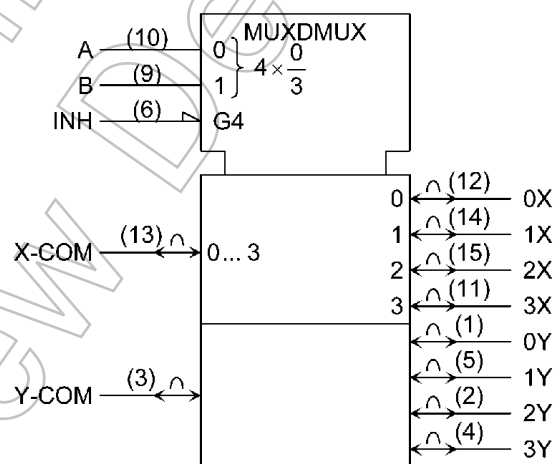 MUXDMUX
A (10) 0 } 4 × 0/3
B (9) 1
INH (6) G4
0 ∩ (12) 0X
1 ∩ (14) 1X
X-COM (13) ∩ 0... 3
2 ∩ (15) 2X
3 ∩ (11) 3X
∩ (1) 0Y
∩ (5) 1Y
Y-COM (3) ∩
∩ (2) 2Y
∩ (4) 3Y